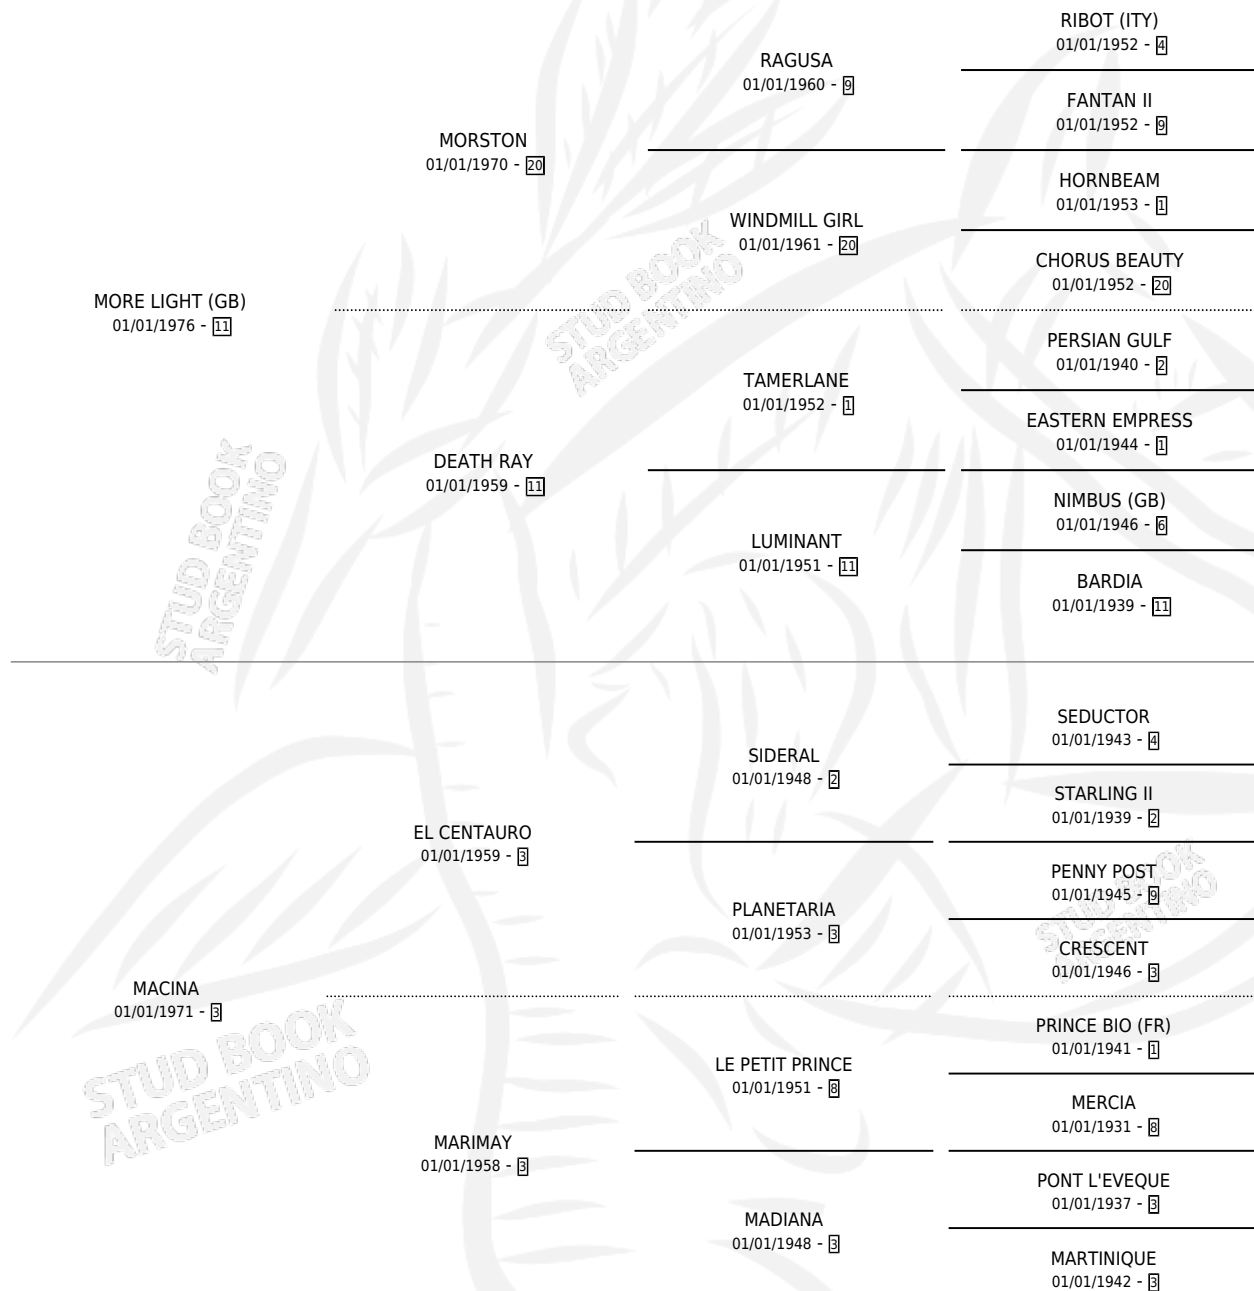 RIBOT (ITY)
01/01/1952 - 4
RAGUSA
01/01/1960 - 9
FANTAN II
01/01/1952 - 9
MORSTON
01/01/1970 - 20
HORNBEAM
01/01/1953 - 1
WINDMILL GIRL
01/01/1961 - 20
CHORUS BEAUTY
01/01/1952 - 20
MORE LIGHT (GB)
01/01/1976 - 11
PERSIAN GULF
01/01/1940 - 2
TAMERLANE
01/01/1952 - 1
EASTERN EMPRESS
01/01/1944 - 1
DEATH RAY
01/01/1959 - 11
NIMBUS (GB)
01/01/1946 - 6
LUMINANT
01/01/1951 - 11
BARDIA
01/01/1939 - 11
SEDUCTOR
01/01/1943 - 4
SIDERAL
01/01/1948 - 2
STARLING II
01/01/1939 - 2
EL CENTAURO
01/01/1959 - 3
PENNY POST
01/01/1945 - 9
PLANETARIA
01/01/1953 - 3
CRESCENT
01/01/1946 - 3
MACINA
01/01/1971 - 3
PRINCE BIO (FR)
01/01/1941 - 1
LE PETIT PRINCE
01/01/1951 - 8
MERCIA
01/01/1931 - 8
MARIMAY
01/01/1958 - 3
PONT L'EVEQUE
01/01/1937 - 3
MADIANA
01/01/1948 - 3
MARTINIQUE
01/01/1942 - 3
STUD BOOK
ARGENTINO
STUD BOOK
ARGENTINO
STUD BOOK
ARGENTINO
STUD BOOK
ARGENTINO